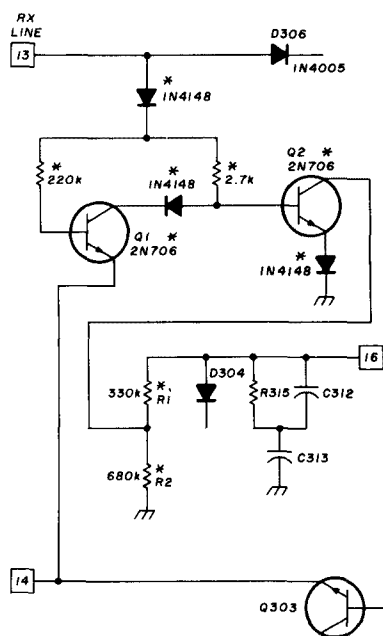 RX
LINE
13
D306
1N4005
*
1N4148
*
220k
*
1N4148
*
2.7k
Q2 *
2N706
Q1 *
2N706
*
1N4148
16
330k
*
R1
D304
R315
C312
680k
*
R2
C313
14
Q303